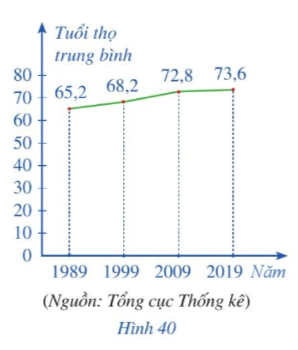 Tuổi thọ
trung bình
80
70
60
50
40
30
20
10
0
65,2 68,2 72,8 73,6
1989 1999 2009 2019 Năm
(Nguồn: Tổng cục Thống kê)
Hình 40